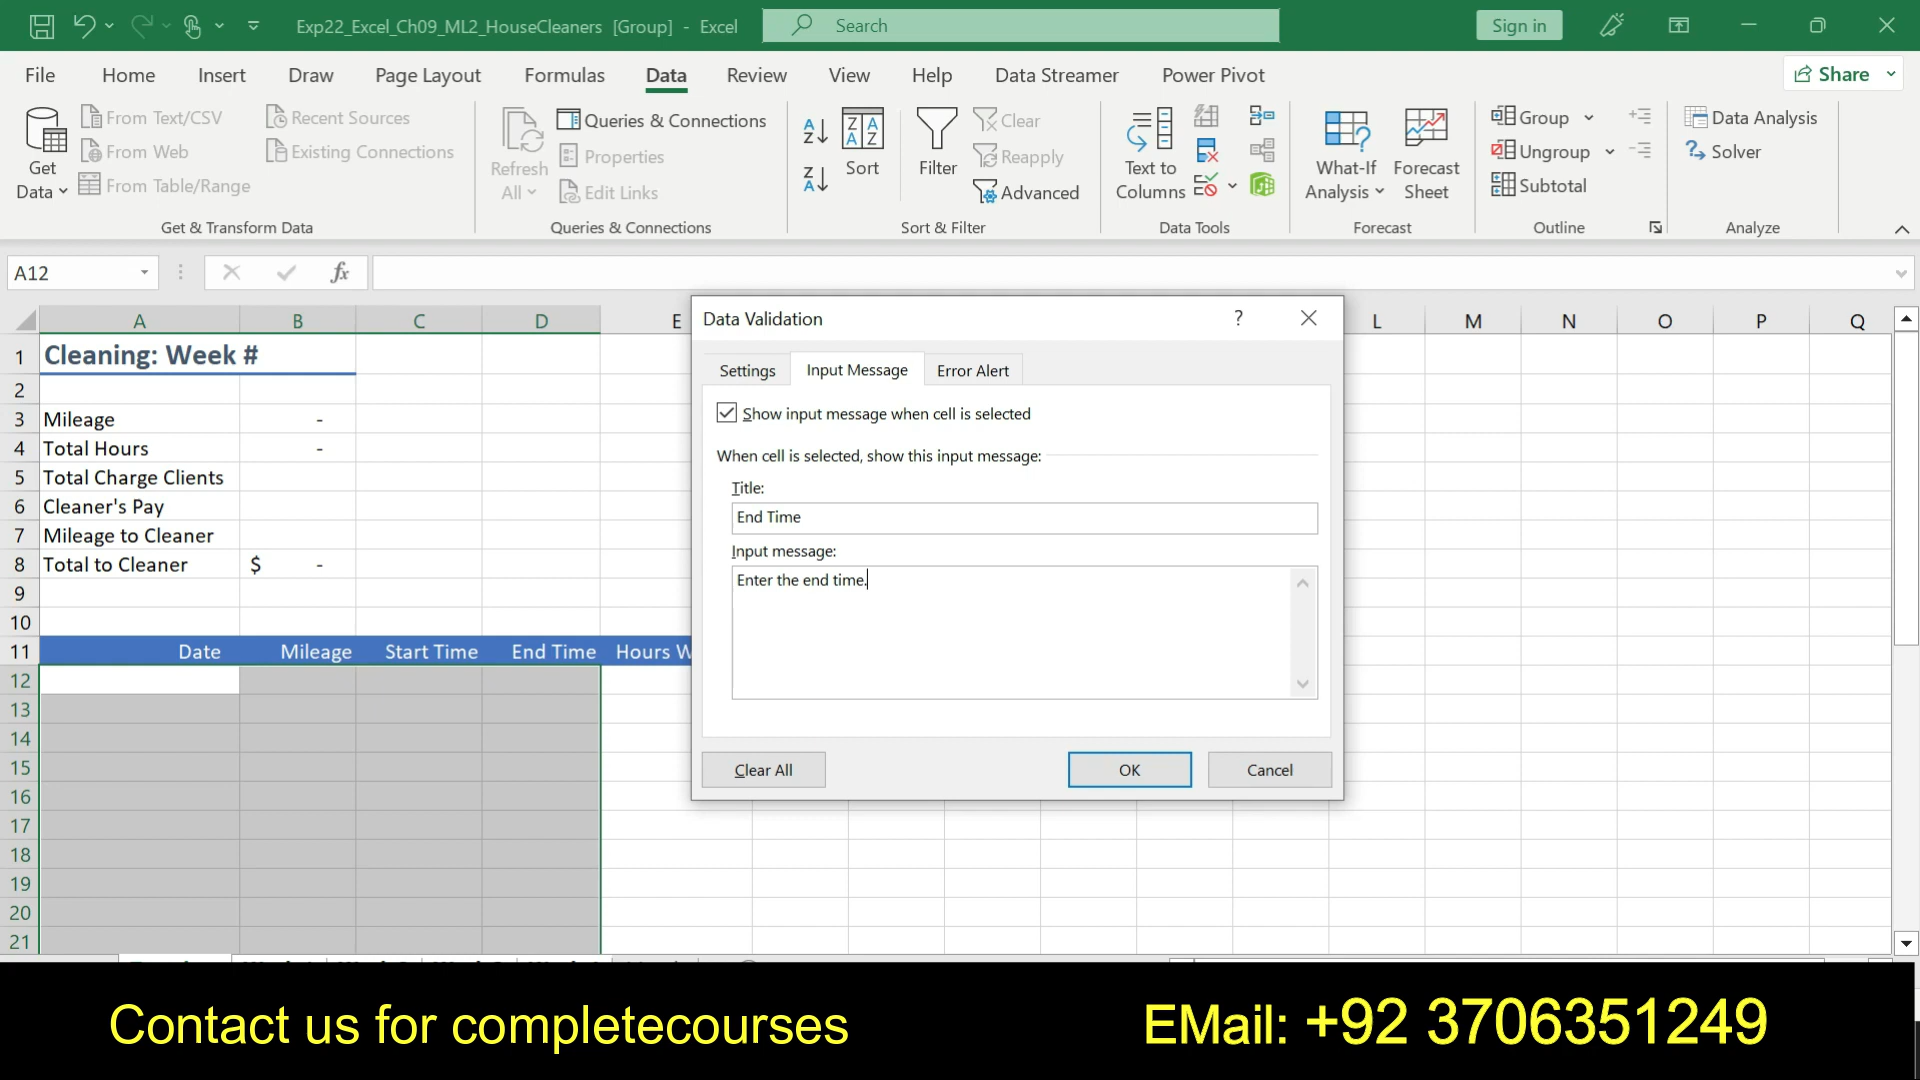 Exp22_Excel_Ch09_ML2_HouseCleaners [Group] - Excel
Search
Sign in
File Home Insert Draw Page Layout Formulas Data Review View Help Data Streamer Power Pivot
Share
Get Data
From Text/CSV
From Web
From Table/Range
Recent Sources
Existing Connections
Get & Transform Data
Refresh All
Queries & Connections
Properties
Edit Links
Queries & Connections
Sort
Filter
Clear
Reapply
Advanced
Sort & Filter
Text to Columns
Data Tools
What-If Analysis
Forecast Sheet
Forecast
Group
Ungroup
Subtotal
Outline
Data Analysis
Solver
Analyze
A12
fx
A B C D E L M N O P Q
1 Cleaning: Week #
2
3 Mileage -
4 Total Hours -
5 Total Charge Clients
6 Cleaner's Pay
7 Mileage to Cleaner
8 Total to Cleaner $ -
9
10
11 Date Mileage Start Time End Time Hours W
12
13
14
15
16
17
18
19
20
21
Data Validation
?
Settings Input Message Error Alert
Show input message when cell is selected
When cell is selected, show this input message:
Title:
End Time
Input message:
Enter the end time.
Clear All OK Cancel
Contact us for completecourses
EMail: +92 3706351249